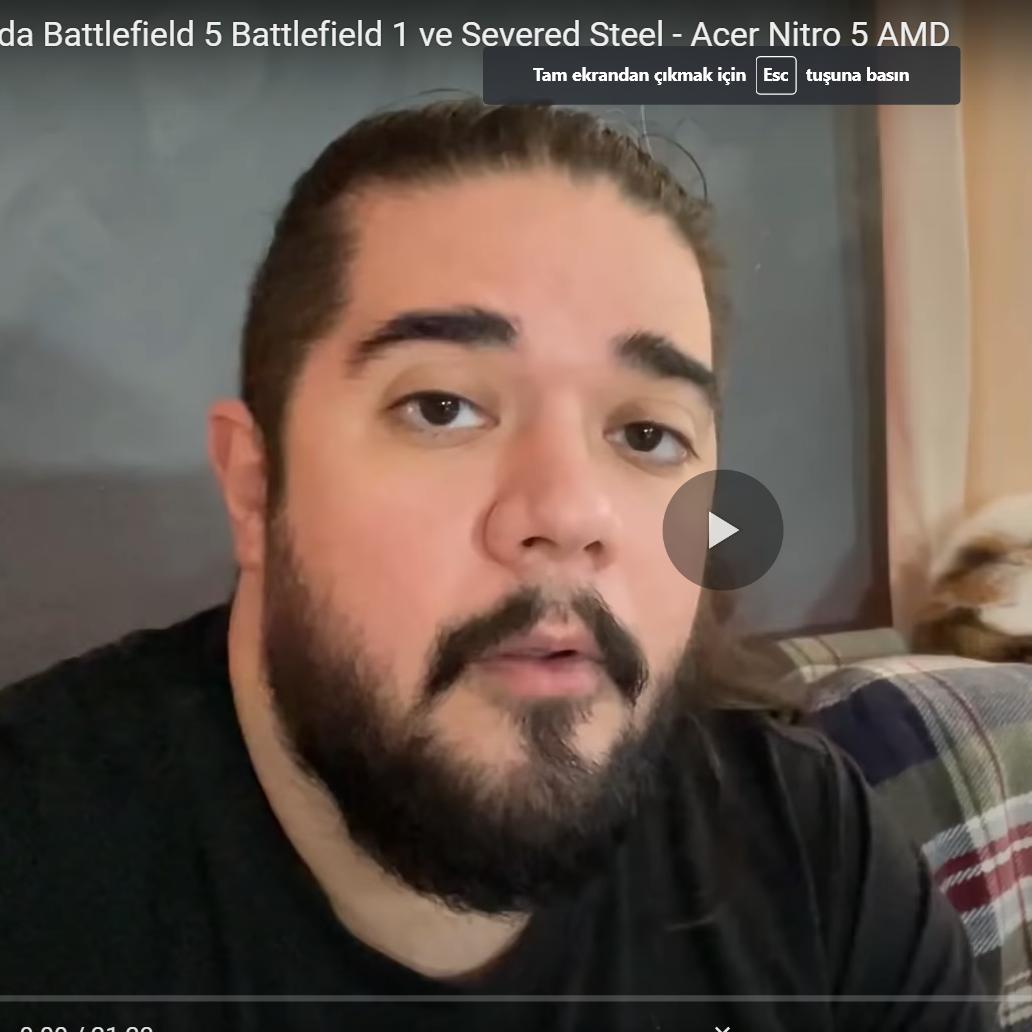 da Battlefield 5 Battlefield 1 ve Severed Steel - Acer Nitro 5 AMD
Tam ekrandan çıkmak için Esc tuşuna basın